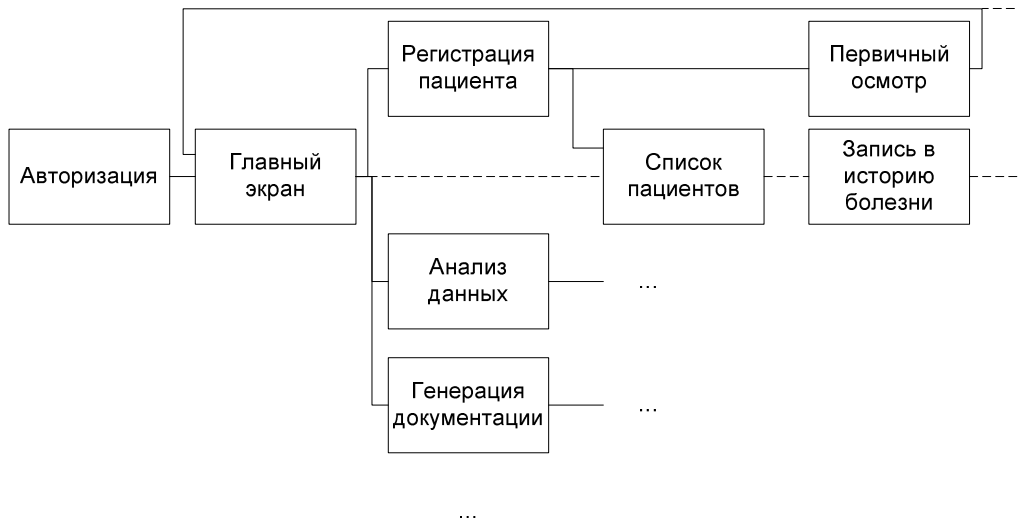 Регистрация
пациента
Первичный
осмотр
Авторизация
Главный
экран
Список
пациентов
Запись в
историю
болезни
Анализ
данных
...
Генерация
документации
...
...